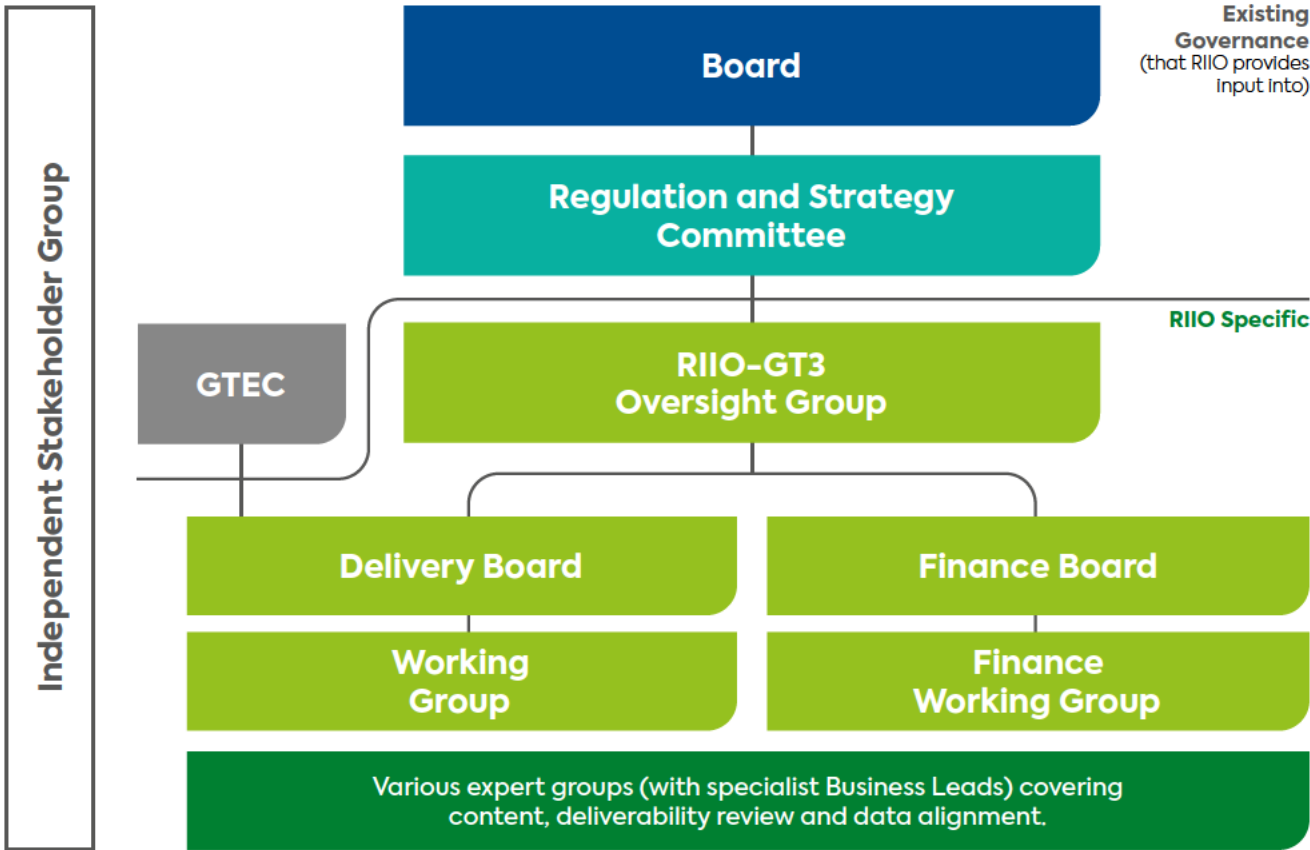 Independent Stakeholder Group
Board
Existing
Governance
(that RIIO provides
input into)
Regulation and Strategy
Committee
RIIO Specific
GTEC
RIIO-GT3
Oversight Group
Delivery Board
Finance Board
Working
Group
Finance
Working Group
Various expert groups (with specialist Business Leads) covering
content, deliverability review and data alignment.